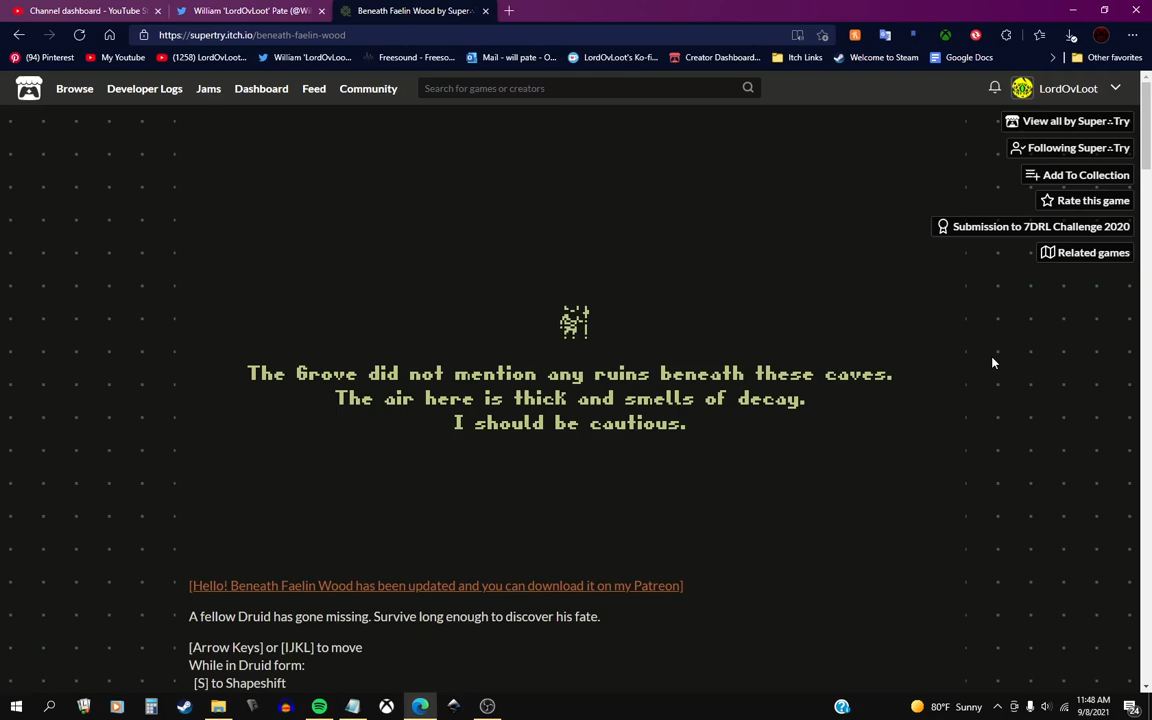 Channel dashboard - YouTube S
William 'LordOvLoot' Pate (@Wi
Beneath Faelin Wood by Super
https://supertry.itch.io/beneath-faelin-wood
(94) Pinterest
My Youtube
(1258) LordOvLoot...
William 'LordOvLoo...
Freesound - Freeso...
Mail - will pate - O...
LordOvLoot's Ko-fi...
Creator Dashboard...
Itch Links
Welcome to Steam
Google Docs
Other favorites
Browse
Developer Logs
Jams
Dashboard
Feed
Community
Search for games or creators
LordOvLoot
View all by Super∴Try
Following Super∴Try
Add To Collection
Rate this game
Submission to 7DRL Challenge 2020
Related games
The Grove did not mention any ruins beneath these caves.
The air here is thick and smells of decay.
I should be cautious.
[Hello! Beneath Faelin Wood has been updated and you can download it on my Patreon]
A fellow Druid has gone missing. Survive long enough to discover his fate.
[Arrow Keys] or [IJKL] to move
While in Druid form:
[S] to Shapeshift
80°F Sunny
11:48 AM
9/8/2021
24